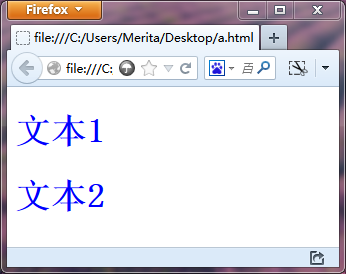 Firefox
file:///C:/Users/Merita/Desktop/a.html
file:///C:
百
文本1
文本2